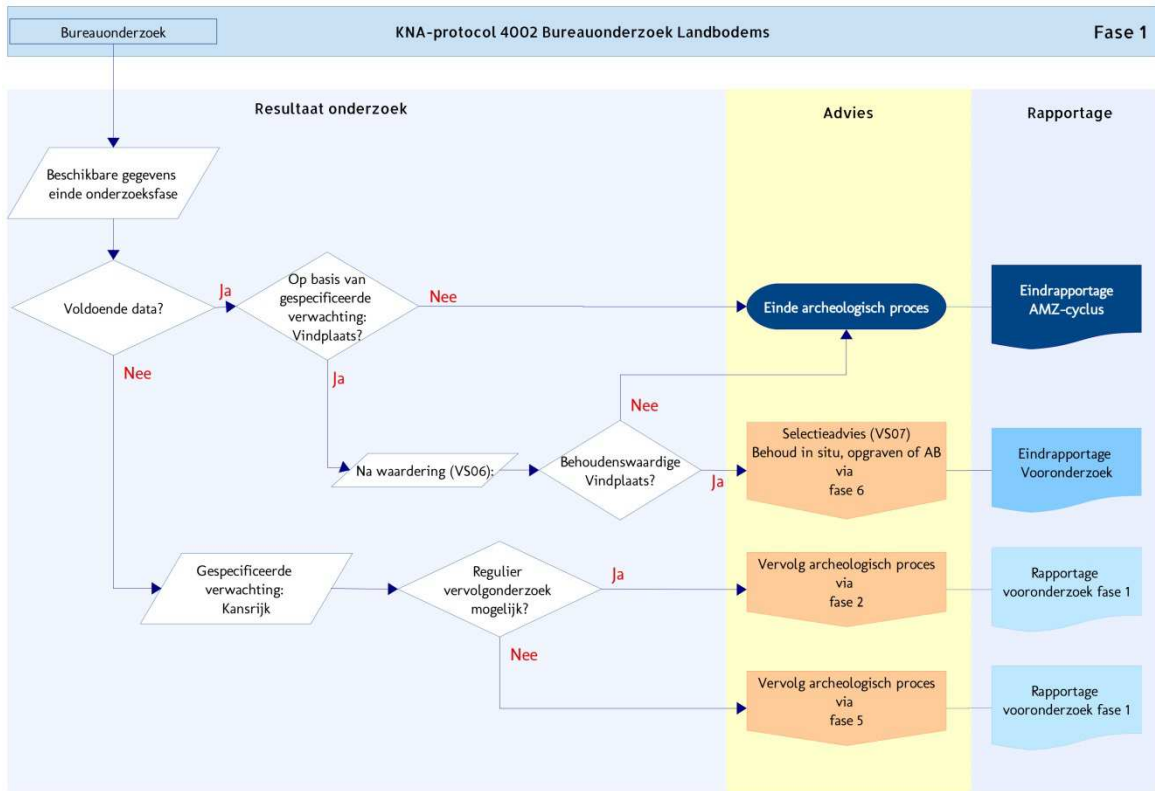 Bureauonderzoek
KNA-protocol 4002 Bureauonderzoek Landbodems
Fase 1
Resultaat onderzoek
Advies
Rapportage
Beschikbare gegevens
einde onderzoeksfase
Voldoende data?
Ja
Op basis van
gespecificeerde
verwachting:
Vindplaats?
Nee
Einde archeologisch proces
Eindrapportage
AMZ-cyclus
Nee
Ja
Na waardering (VS06):
Behoudenswaardige
Vindplaats?
Nee
Ja
Selectieadvies (VS07)
Behoud in situ, opgraven of AB
via
fase 6
Eindrapportage
Vooronderzoek
Gespecificeerde
verwachting:
Kansrijk
Regulier
vervolgonderzoek
mogelijk?
Ja
Vervolg archeologisch proces
via
fase 2
Rapportage
vooronderzoek fase 1
Nee
Vervolg archeologisch proces
via
fase 5
Rapportage
vooronderzoek fase 1